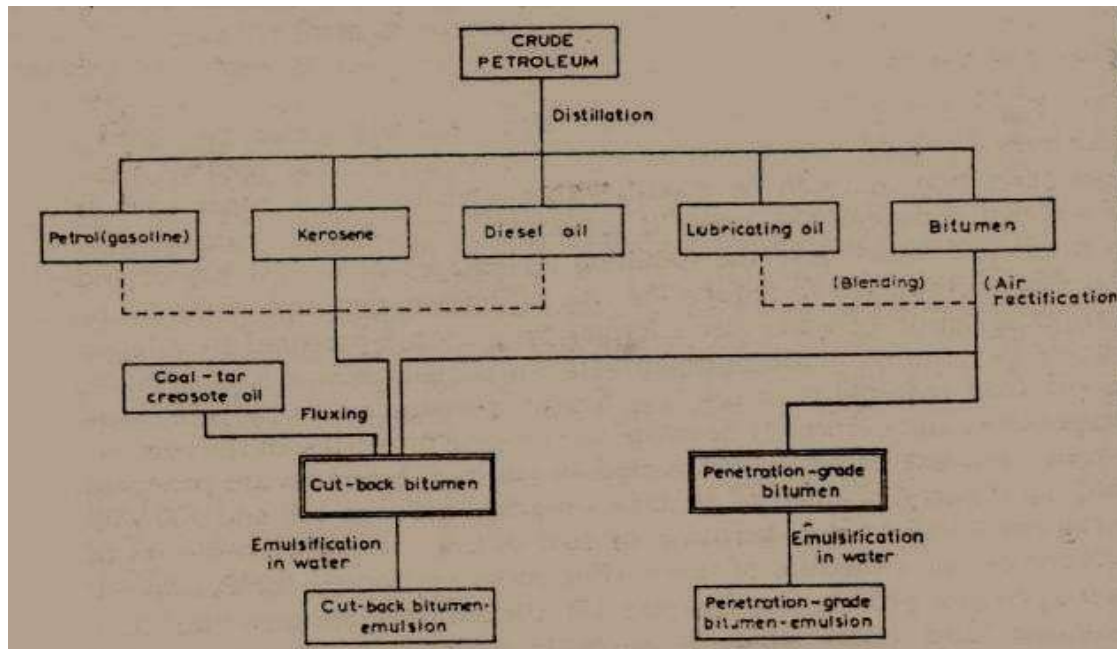 CRUDE
PETROLEUM
Distillation
Petrol (gasoline)
Kerosene
Diesel oil
Lubricating oil
Bitumen
(Blending)
(Air
rectification
Coal-tar
creosote oil
Fluxing
Cut-back bitumen
Penetration-grade
bitumen
Emulsification
in water
Emulsification
in water
Cut-back bitumen-
emulsion
Penetration-grade
bitumen-emulsion